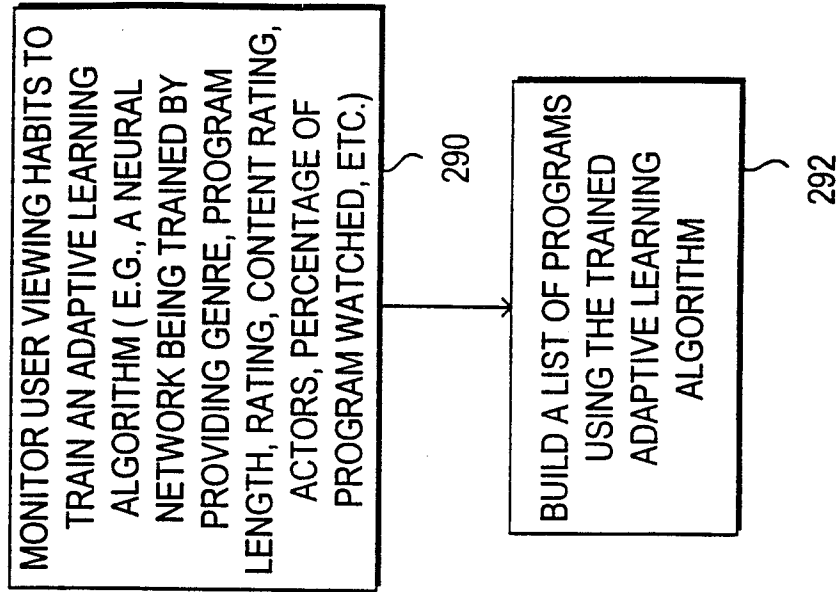 MONITOR USER VIEWING HABITS TO
TRAIN AN ADAPTIVE LEARNING
ALGORITHM ( E.G., A NEURAL
NETWORK BEING TRAINED BY
PROVIDING GENRE, PROGRAM
LENGTH, RATING, CONTENT RATING,
ACTORS, PERCENTAGE OF
PROGRAM WATCHED, ETC.)
290
BUILD A LIST OF PROGRAMS
USING THE TRAINED
ADAPTIVE LEARNING
ALGORITHM
292